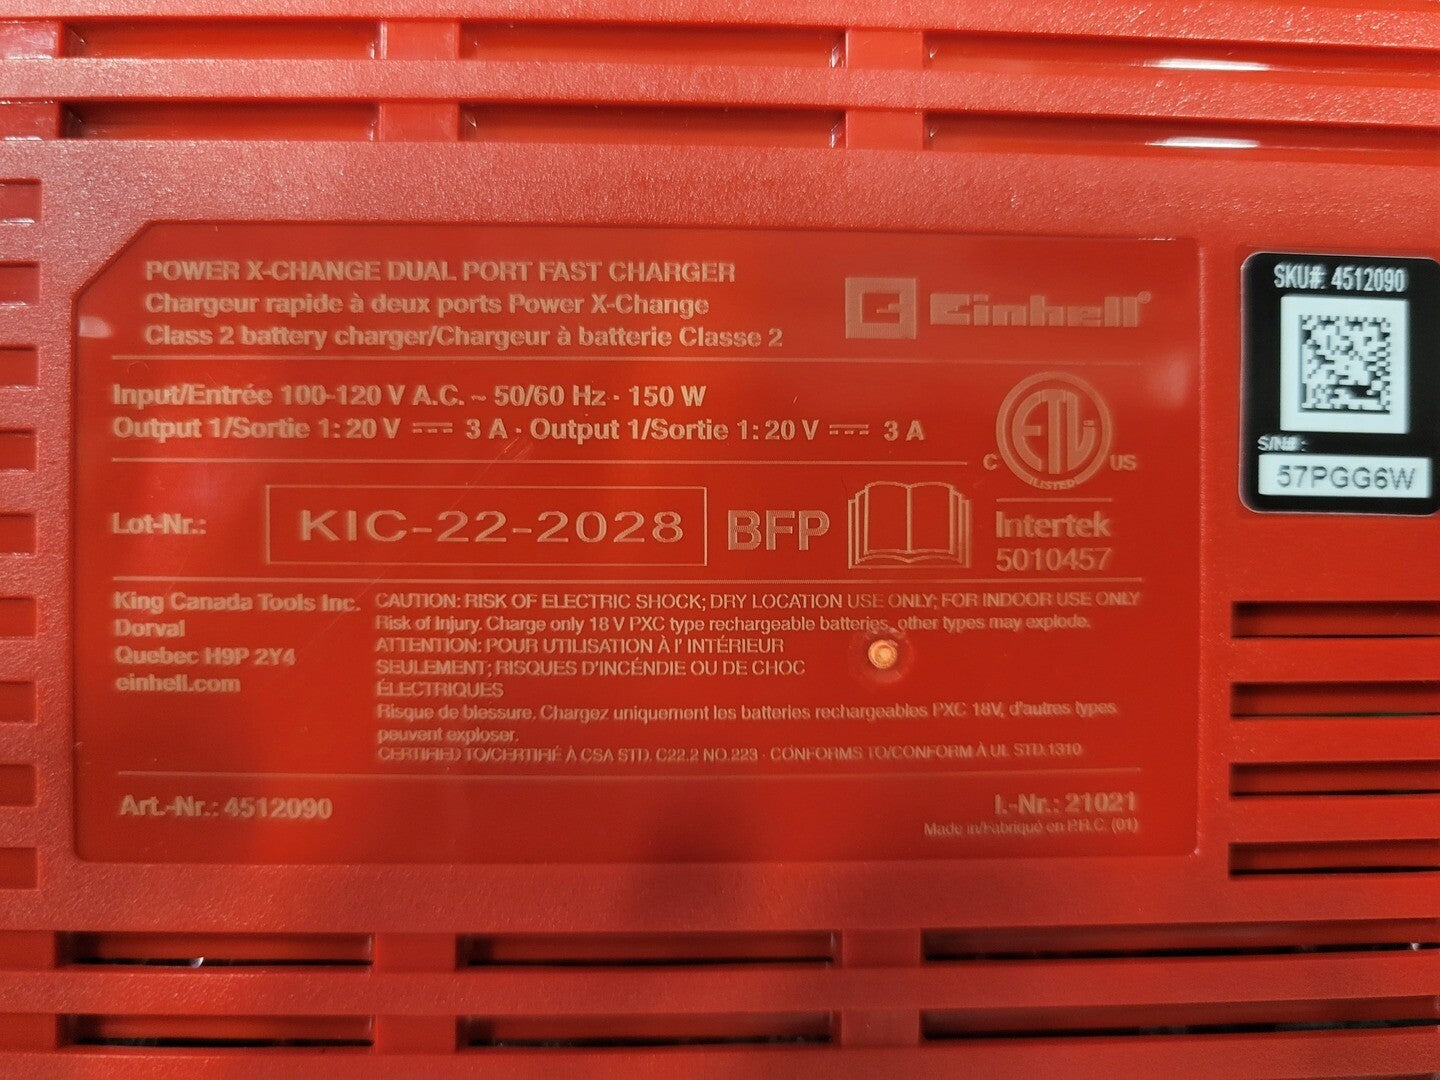 POWER X-CHANGE DUAL PORT FAST CHARGER
Chargeur rapide à deux ports Power X-Change
Class 2 battery charger/Chargeur à batterie Classe 2
Einhell®
Input/Entrée 100-120 V A.C. ~ 50/60 Hz · 150 W
Output 1/Sortie 1: 20 V ⎓ 3 A · Output 1/Sortie 1: 20 V ⎓ 3 A
ETL
LISTED
C US
Intertek
5010457
Lot-Nr.: KIC-22-2028 BFP
King Canada Tools Inc.
Dorval
Quebec H9P 2Y4
einhell.com
CAUTION: RISK OF ELECTRIC SHOCK; DRY LOCATION USE ONLY; FOR INDOOR USE ONLY
Risk of Injury. Charge only 18 V PXC type rechargeable batteries, other types may explode.
ATTENTION: POUR UTILISATION À l' INTÉRIEUR
SEULEMENT; RISQUES D'INCÉNDIE OU DE CHOC
ÉLECTRIQUES
Risque de blessure. Chargez uniquement les batteries rechargeables PXC 18V, d'autres types
peuvent exploser.
CERTIFIED TO/CERTIFIÉ À CSA STD. C22.2 NO.223 · CONFORMS TO/CONFORM À UL STD.1310
Art.-Nr.: 4512090
I.-Nr.: 21021
Made in/Fabriqué en P.R.C. (01)
SKU#: 4512090
S/N#:
57PGG6W